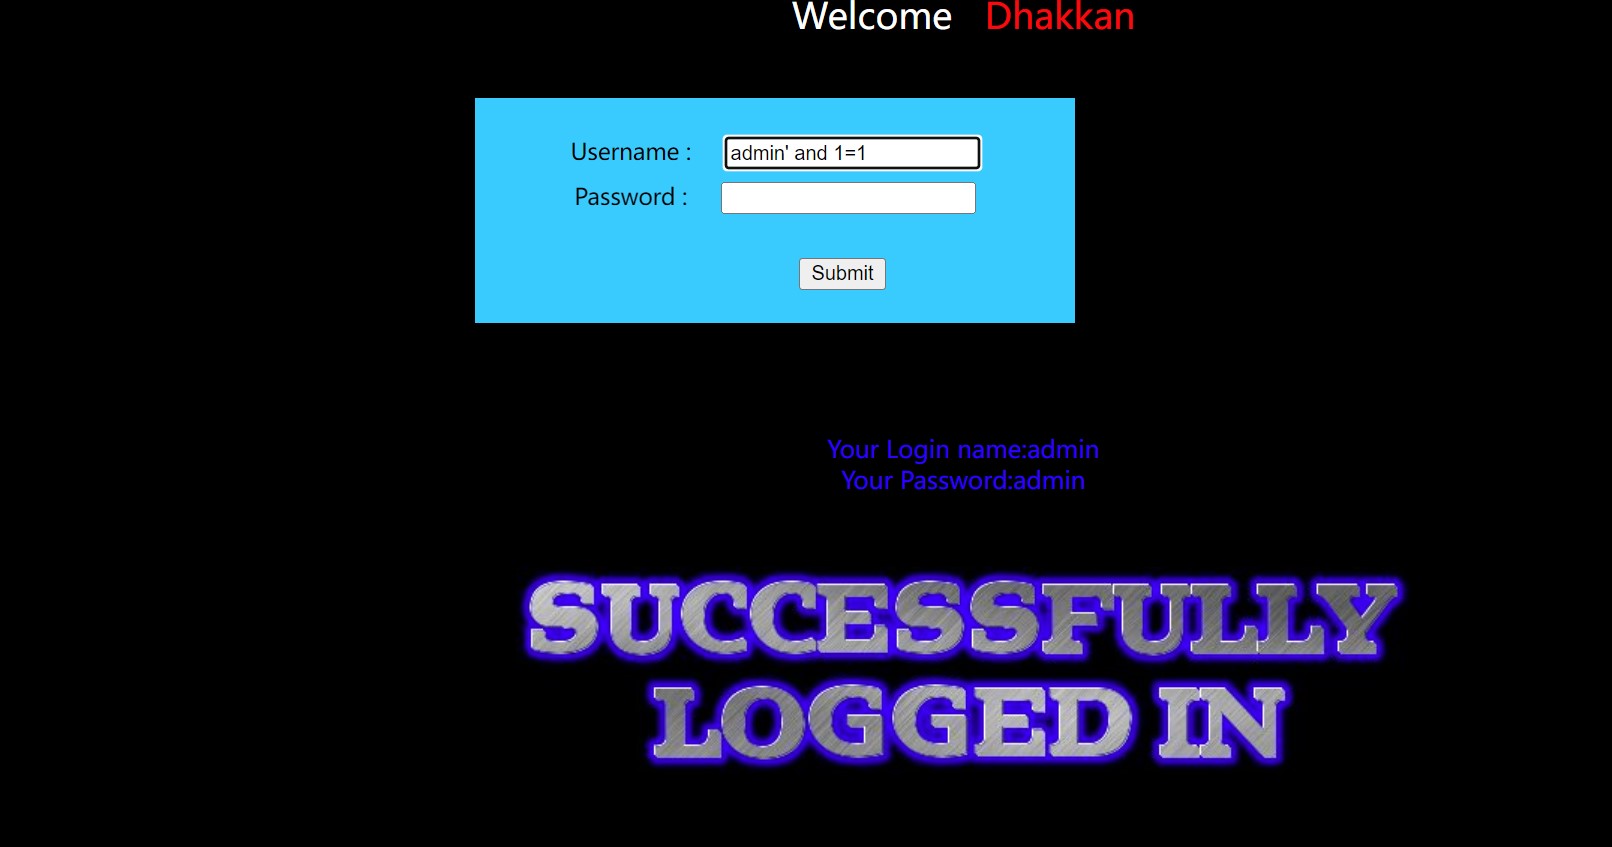 Welcome Dhakkan
Username : admin' and 1=1
Password :
Submit
Your Login name:admin
Your Password:admin
SUCCESSFULLY
LOGGED IN